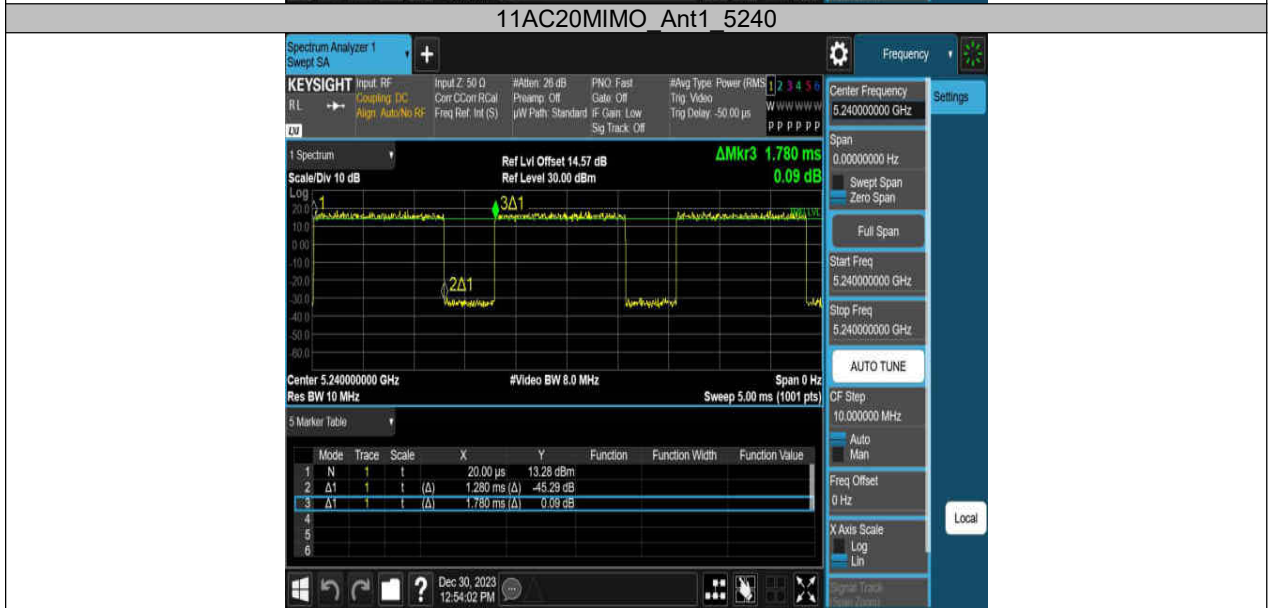 11AC20MIMO_Ant1_5240
Spectrum Analyzer 1
Swept SA
+
Frequency
KEYSIGHT
RL
LXI
Input: RF
Coupling: DC
Align: Auto/No RF
Input Z: 50 Ω
Corr CCorr RCal
Freq Ref: Int (S)
#Atten: 26 dB
Preamp: Off
µW Path: Standard
PNO: Fast
Gate: Off
IF Gain: Low
Sig Track: Off
#Avg Type: Power (RMS
Trig: Video
Trig Delay: -50.00 µs
1 2 3 4 5 6
W W W W W W
P P P P P P
Center Frequency
5.240000000 GHz
Settings
Span
0.00000000 Hz
Swept Span
Zero Span
Full Span
Start Freq
5.240000000 GHz
Stop Freq
5.240000000 GHz
AUTO TUNE
CF Step
10.000000 MHz
Auto
Man
Freq Offset
0 Hz
X Axis Scale
Log
Lin
Signal Track
(Span Zoom)
Local
1 Spectrum
Scale/Div 10 dB
Log
Ref Lvl Offset 14.57 dB
Ref Level 30.00 dBm
ΔMkr3 1.780 ms
0.09 dB
20.0
10.0
0.00
-10.0
-20.0
-30.0
-40.0
-50.0
-60.0
1
3Δ1
2Δ1
Center 5.240000000 GHz
Res BW 10 MHz
#Video BW 8.0 MHz
Span 0 Hz
Sweep 5.00 ms (1001 pts)
5 Marker Table
Mode Trace Scale X Y Function Function Width Function Value
1 N 1 t 20.00 µs 13.28 dBm
2 Δ1 1 t (Δ) 1.280 ms (Δ) -45.29 dB
3 Δ1 1 t (Δ) 1.780 ms (Δ) 0.09 dB
4
5
6
?
Dec 30, 2023
12:54:02 PM